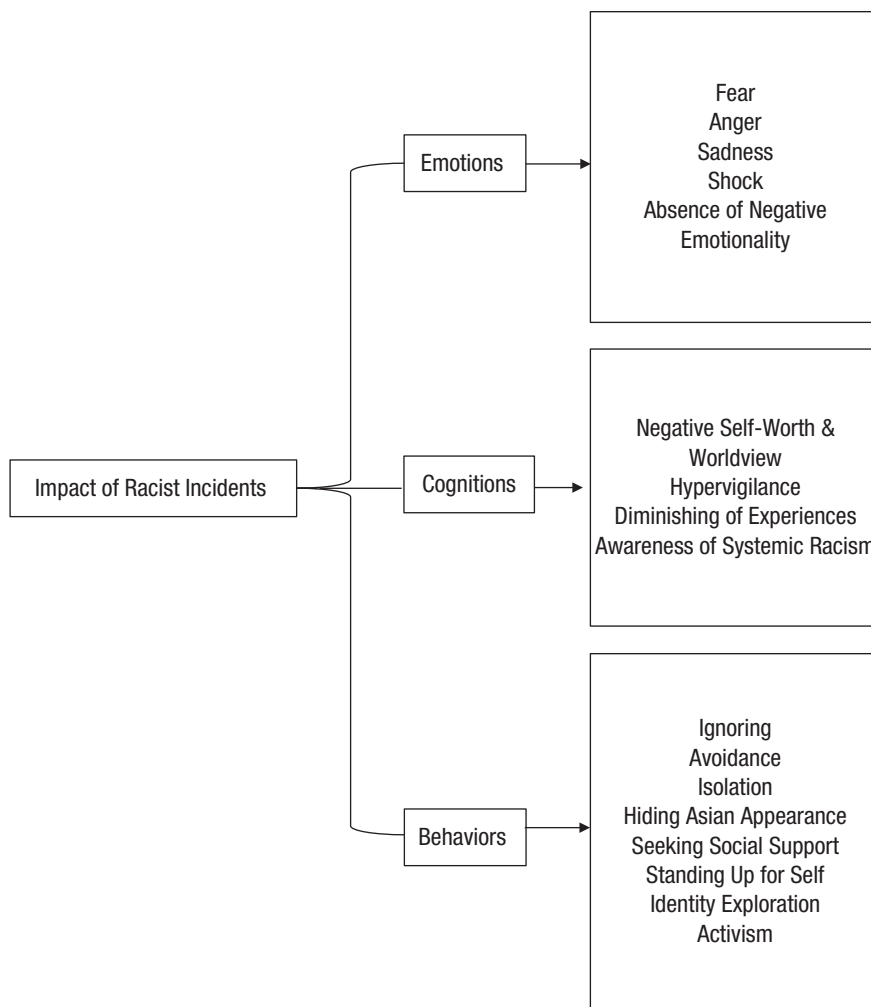 Impact of Racist Incidents
Emotions
Fear
Anger
Sadness
Shock
Absence of Negative
Emotionality
Cognitions
Negative Self-Worth &
Worldview
Hypervigilance
Diminishing of Experiences
Awareness of Systemic Racism
Behaviors
Ignoring
Avoidance
Isolation
Hiding Asian Appearance
Seeking Social Support
Standing Up for Self
Identity Exploration
Activism